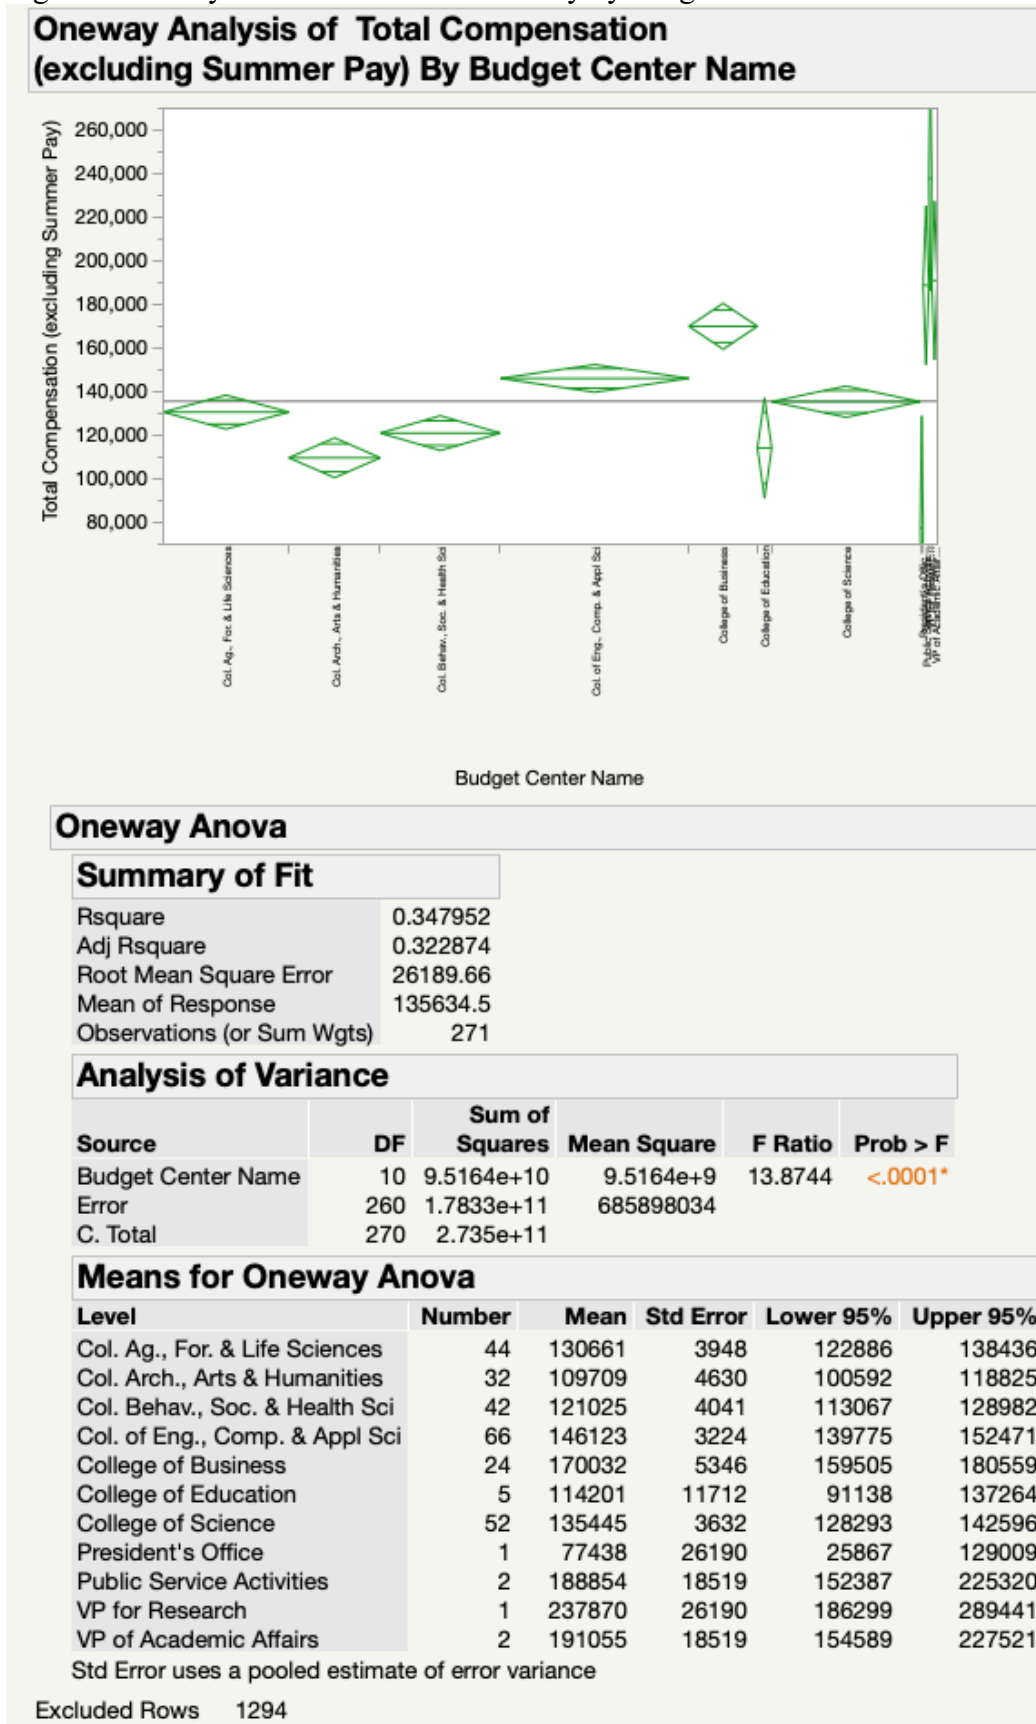 Oneway Analysis of Total Compensation
(excluding Summer Pay) By Budget Center Name
Total Compensation (excluding Summer Pay)
260,000
240,000
220,000
200,000
180,000
160,000
140,000
120,000
100,000
80,000
Col. Ag., For. & Life Sciences
Col. Arch., Arts & Humanities
Col. Behav., Soc. & Health Sci
Col. of Eng., Comp. & Appl Sci
College of Business
College of Education
College of Science
VP of Academic Affair...
Budget Center Name
Oneway Anova
Summary of Fit
Rsquare 0.347952
Adj Rsquare 0.322874
Root Mean Square Error 26189.66
Mean of Response 135634.5
Observations (or Sum Wgts) 271
Analysis of Variance
Sum of
Source DF Squares Mean Square F Ratio Prob > F
Budget Center Name 10 9.5164e+10 9.5164e+9 13.8744 <.0001*
Error 260 1.7833e+11 685898034
C. Total 270 2.735e+11
Means for Oneway Anova
Level Number Mean Std Error Lower 95% Upper 95%
Col. Ag., For. & Life Sciences 44 130661 3948 122886 138436
Col. Arch., Arts & Humanities 32 109709 4630 100592 118825
Col. Behav., Soc. & Health Sci 42 121025 4041 113067 128982
Col. of Eng., Comp. & Appl Sci 66 146123 3224 139775 152471
College of Business 24 170032 5346 159505 180559
College of Education 5 114201 11712 91138 137264
College of Science 52 135445 3632 128293 142596
President's Office 1 77438 26190 25867 129009
Public Service Activities 2 188854 18519 152387 225320
VP for Research 1 237870 26190 186299 289441
VP of Academic Affairs 2 191055 18519 154589 227521
Std Error uses a pooled estimate of error variance
Excluded Rows 1294